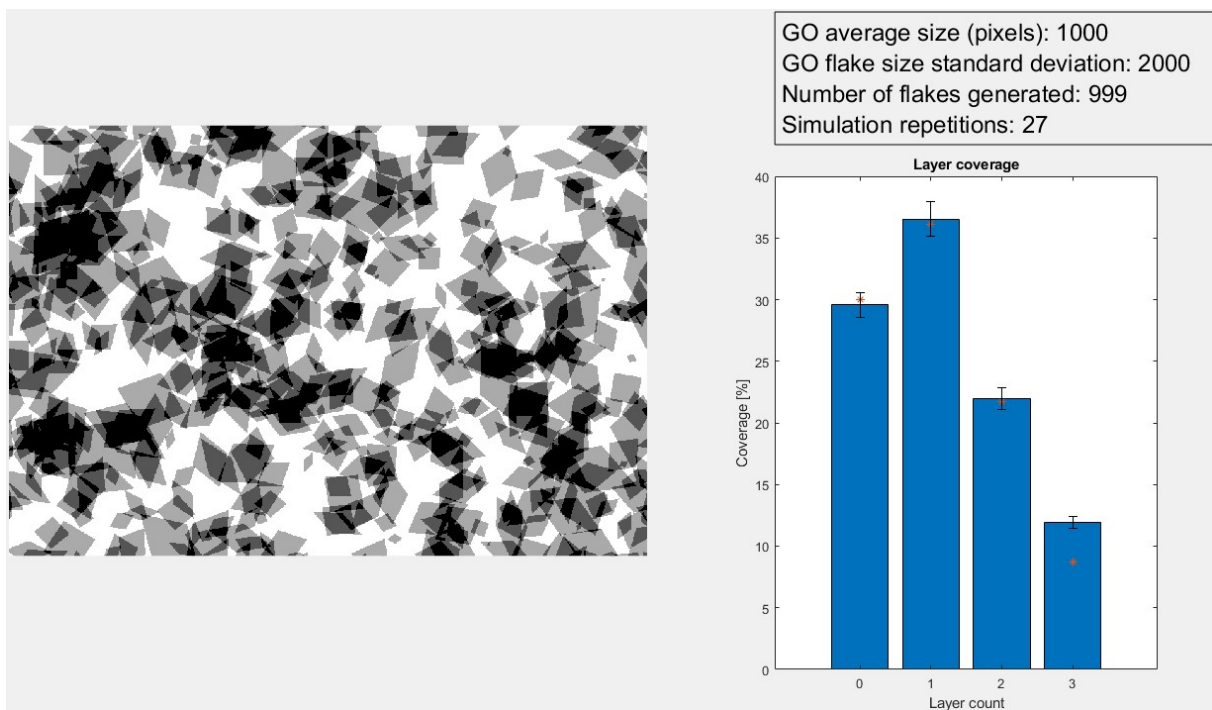 GO average size (pixels): 1000
GO flake size standard deviation: 2000
Number of flakes generated: 999
Simulation repetitions: 27
Layer coverage
40
35
30
25
20
15
10
5
0
Coverage [%]
0 1 2 3
Layer count